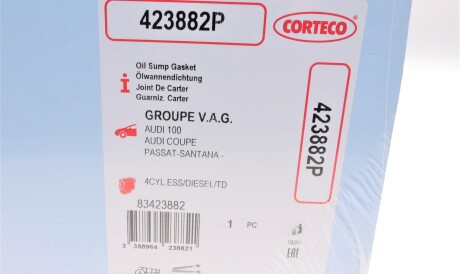 423882P
CORTECO
Oil Sump Gasket
Ölwannendichtung
Joint De Carter
Guarniz. Carter
423882P
GROUPE V.A.G.
AUDI 100
AUDI COUPE
PASSAT-SANTANA -
4CYL ESS/DIESEL/TD
83423882
1 PC
3 358964 238821
EAC